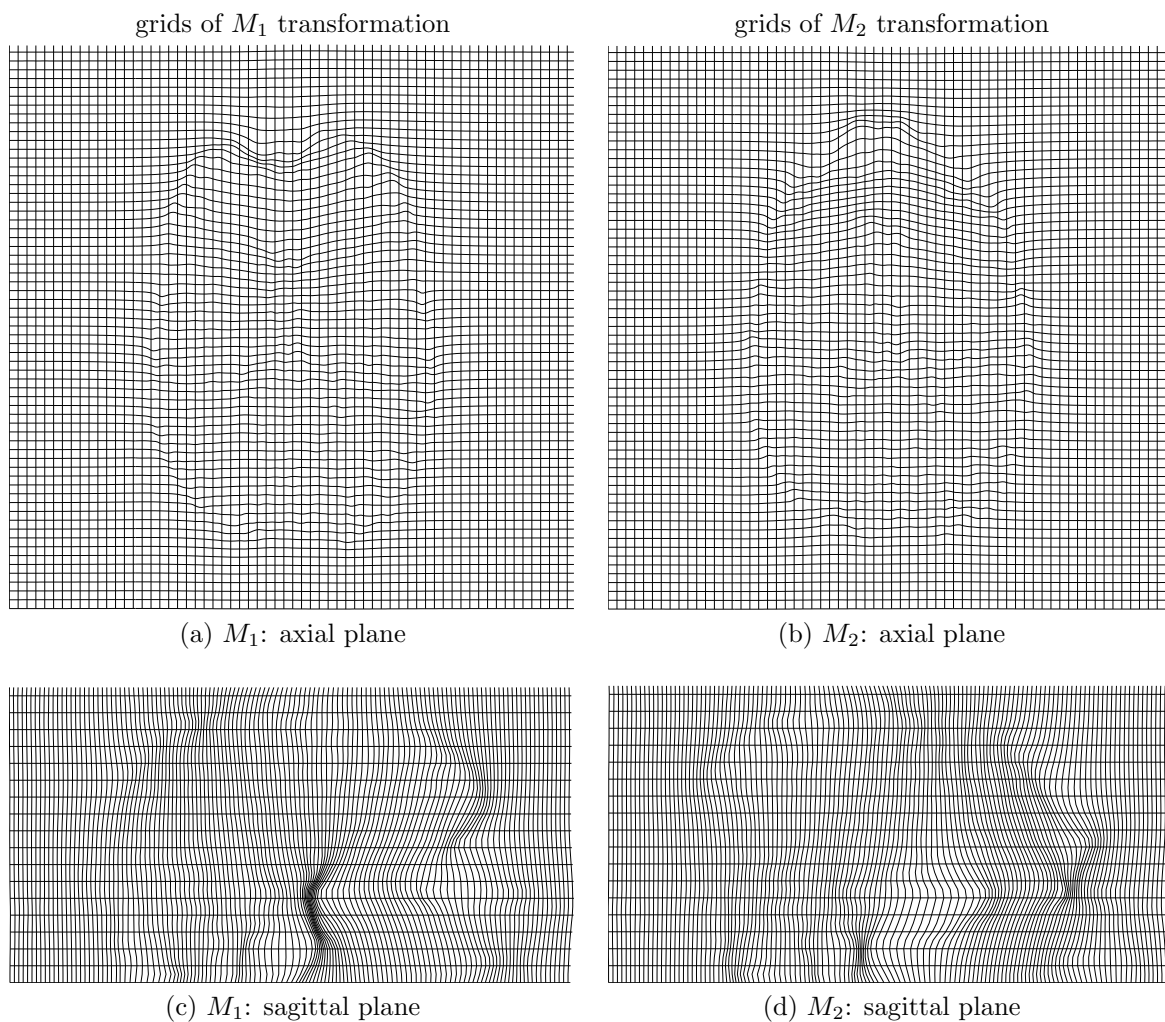 grids of M₁ transformation
grids of M₂ transformation
(a) M₁: axial plane
(b) M₂: axial plane
(c) M₁: sagittal plane
(d) M₂: sagittal plane